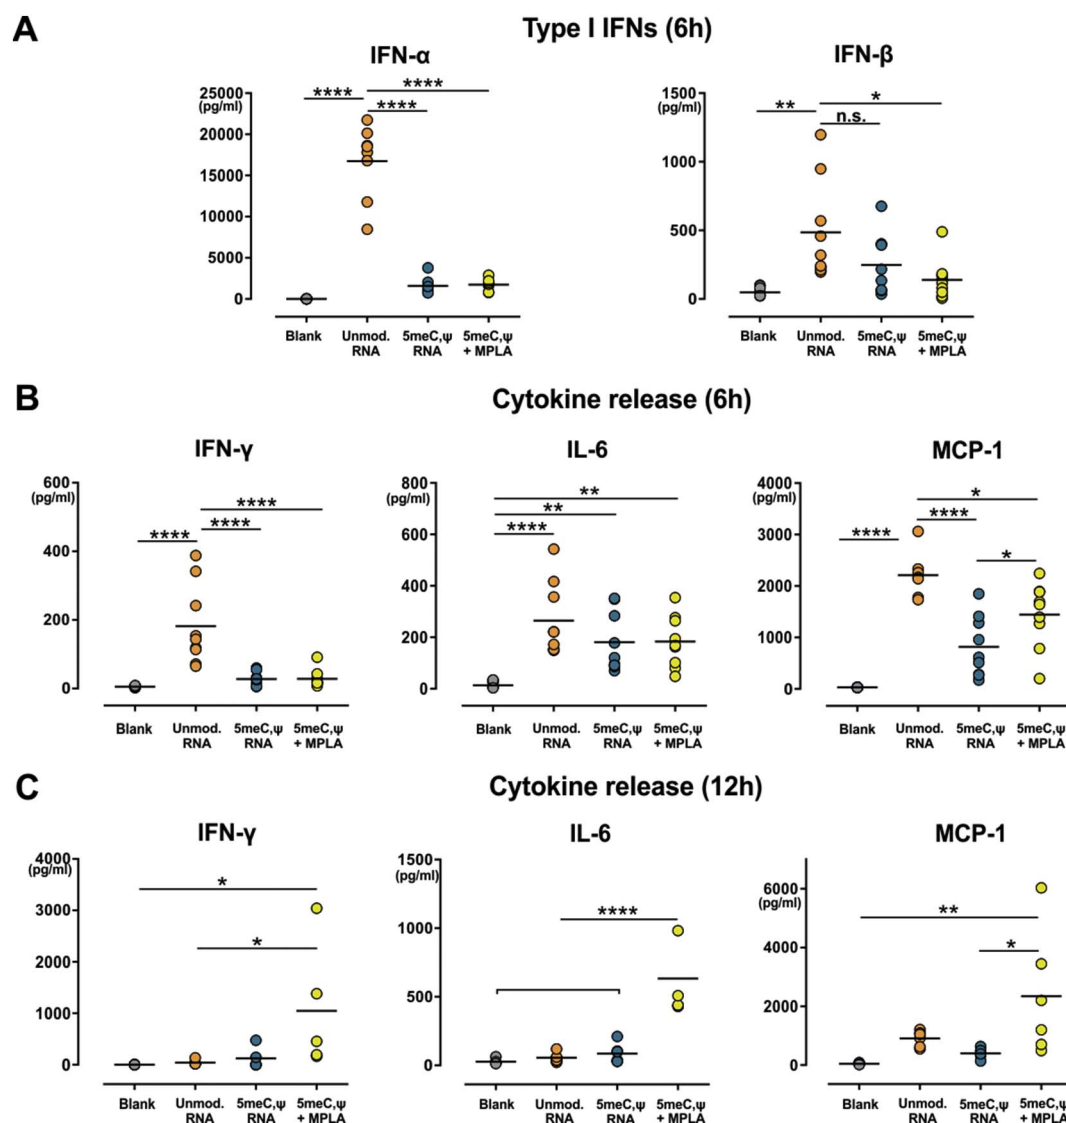 A
Type I IFNs (6h)
IFN-α
IFN-β
25000
(pg/ml)
20000
15000
10000
5000
0
****
****
****
Blank
Unmod.
RNA
5meC,ψ
RNA
5meC,ψ
+ MPLA
1500
(pg/ml)
1000
500
0
**
*
n.s.
Blank
Unmod.
RNA
5meC,ψ
RNA
5meC,ψ
+ MPLA
B
Cytokine release (6h)
IFN-γ
IL-6
MCP-1
600
(pg/ml)
400
200
0
****
****
****
Blank
Unmod.
RNA
5meC,ψ
RNA
5meC,ψ
+ MPLA
800
(pg/ml)
600
400
200
0
**
**
****
Blank
Unmod.
RNA
5meC,ψ
RNA
5meC,ψ
+ MPLA
4000
(pg/ml)
3000
2000
1000
0
*
****
****
*
Blank
Unmod.
RNA
5meC,ψ
RNA
5meC,ψ
+ MPLA
C
Cytokine release (12h)
IFN-γ
IL-6
MCP-1
4000
(pg/ml)
3000
2000
1000
0
*
*
Blank
Unmod.
RNA
5meC,ψ
RNA
5meC,ψ
+ MPLA
1500
(pg/ml)
1000
500
0
****
Blank
Unmod.
RNA
5meC,ψ
RNA
5meC,ψ
+ MPLA
6000
(pg/ml)
4000
2000
0
**
*
Blank
Unmod.
RNA
5meC,ψ
RNA
5meC,ψ
+ MPLA